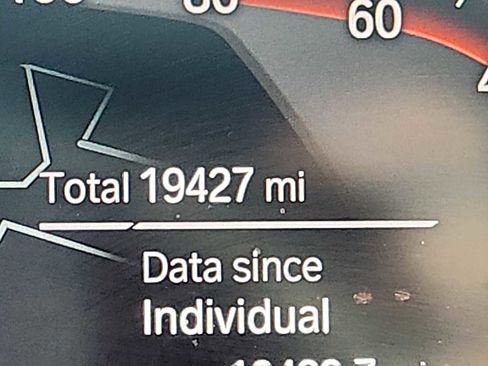 60
Total 19427 mi
Data since
Individual